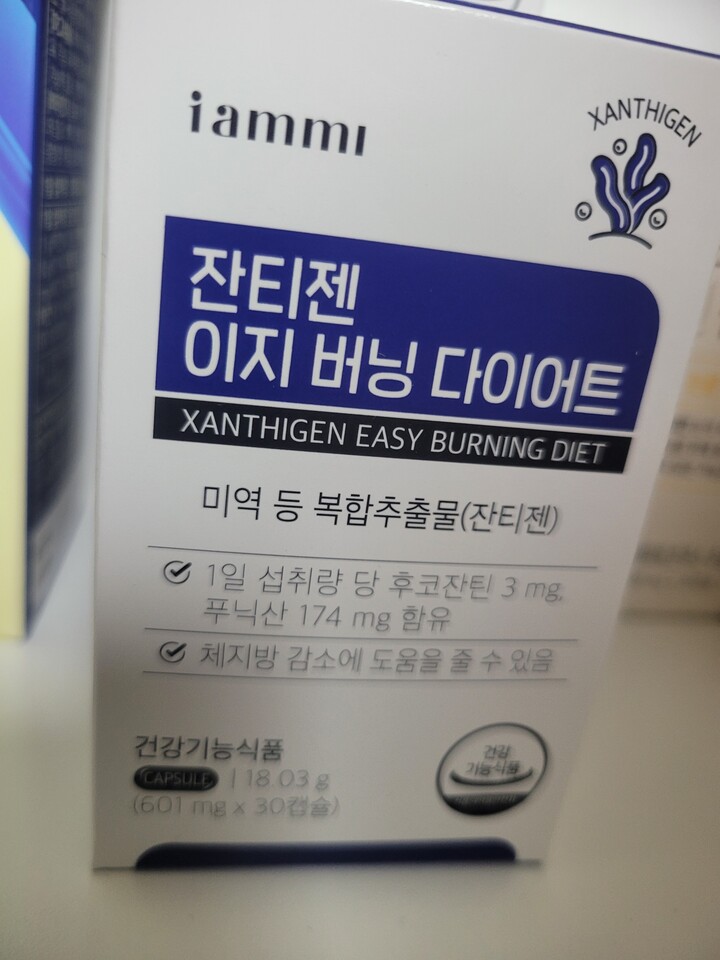 iammi
XANTHIGEN
잔티젠
이지 버닝 다이어트
XANTHIGEN EASY BURNING DIET
미역 등 복합추출물(잔티젠)
1일 섭취량 당 후코잔틴 3 mg,
푸닉산 174 mg 함유
체지방 감소에 도움을 줄 수 있음
건강기능식품
CAPSULE | 18.03 g
(601 mg x 30캡슐)
건강
기능식품